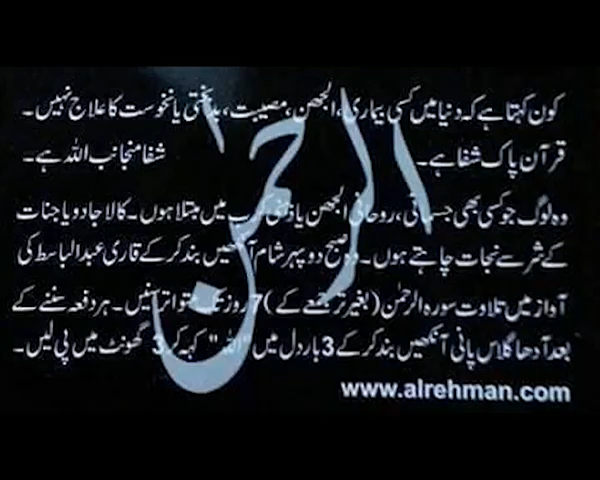 کون کہتا ہے کہ دنیا میں کسی بیماری، الجھن، مصیبت، بدبختی یا نحوست کا علاج نہیں۔
قرآن پاک شفا ہے۔ شفا منجانب اللہ ہے۔
وہ لوگ جو کسی بھی جسمانی، روحانی الجھن یا ذہنی کرب میں مبتلا ہوں۔ کالا جادو یا جنات
کے شر سے نجات چاہتے ہوں۔ وہ صبح دوپہر شام آنکھیں بند کر کے قاری عبدالباسط کی
آواز میں تلاوت سورہ الرحمٰن (بغیر ترجمعے کے) 7 روز تک متواتر سنیں۔ ہر دفعہ سننے کے
بعد آدھا گلاس پانی آنکھیں بند کر کے 3 بار دل میں "اللہ" کہہ کر 3 گھونٹ میں پی لیں۔
www.alrehman.com
الرحمٰن